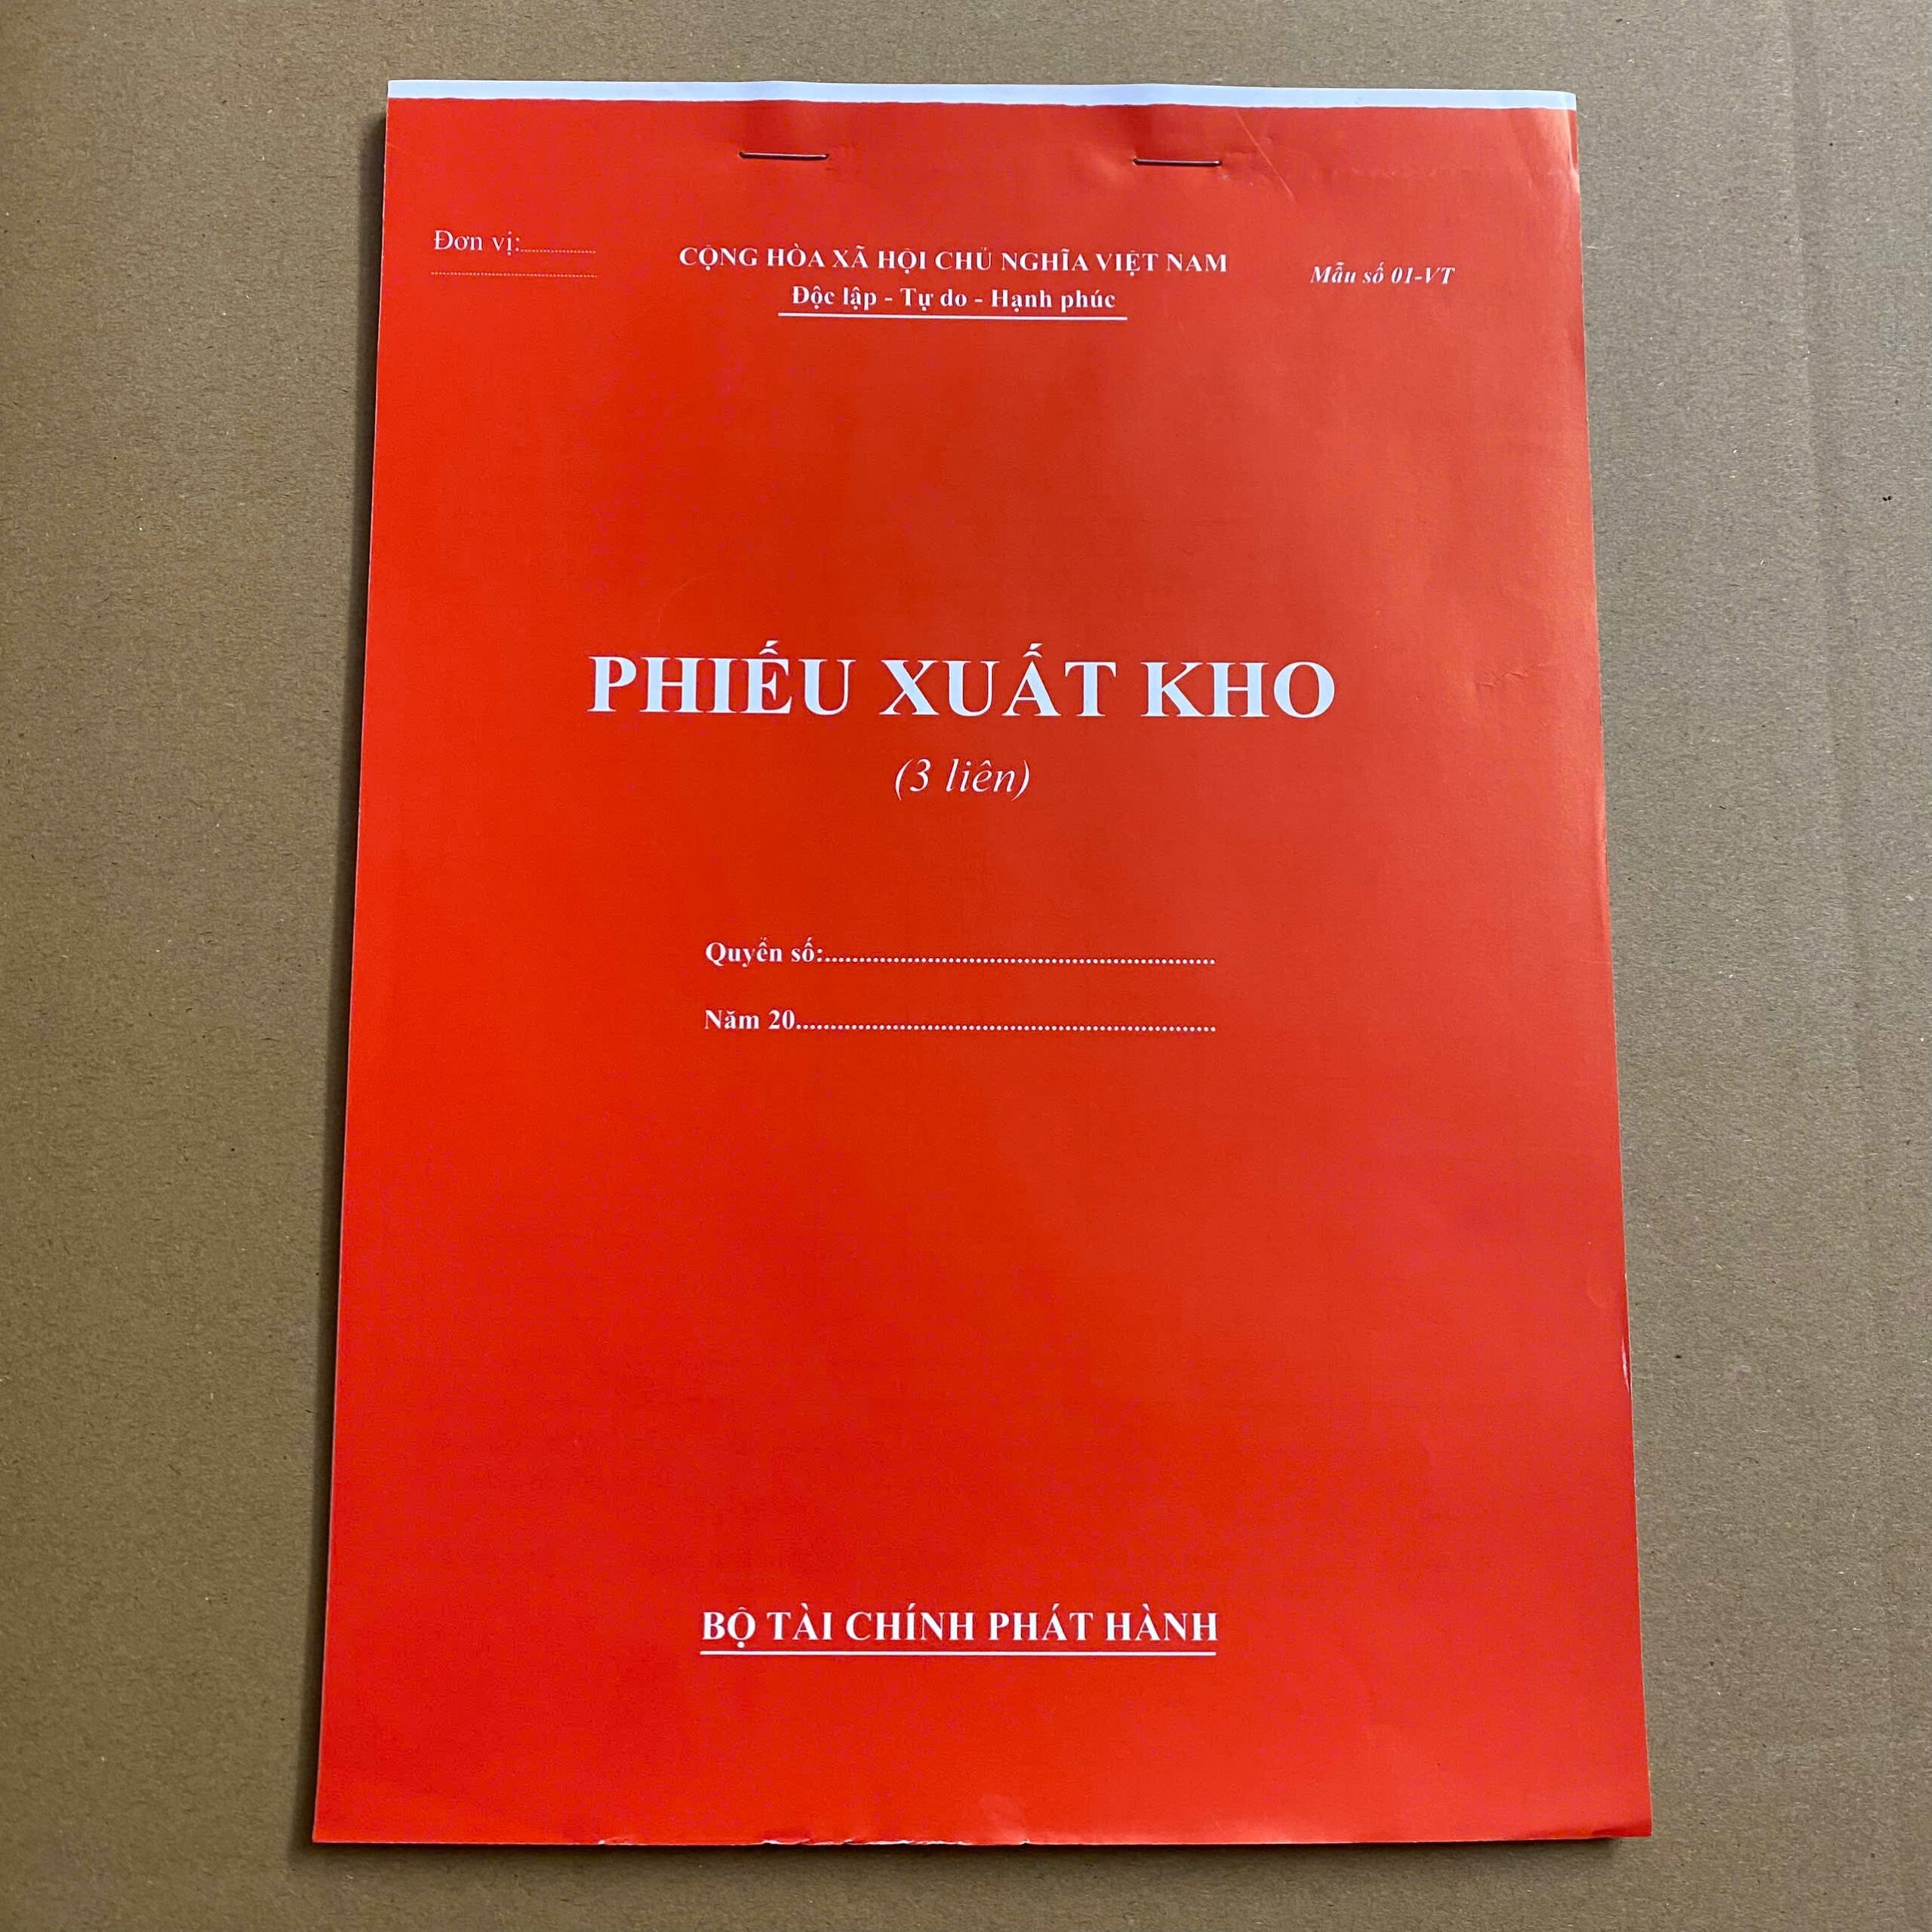 Đơn vị:............
........................
CỘNG HÒA XÃ HỘI CHỦ NGHĨA VIỆT NAM
Độc lập - Tự do - Hạnh phúc
Mẫu số 01-VT
PHIẾU XUẤT KHO
(3 liên)
Quyển số:............................................................
Năm 20................................................................
BỘ TÀI CHÍNH PHÁT HÀNH